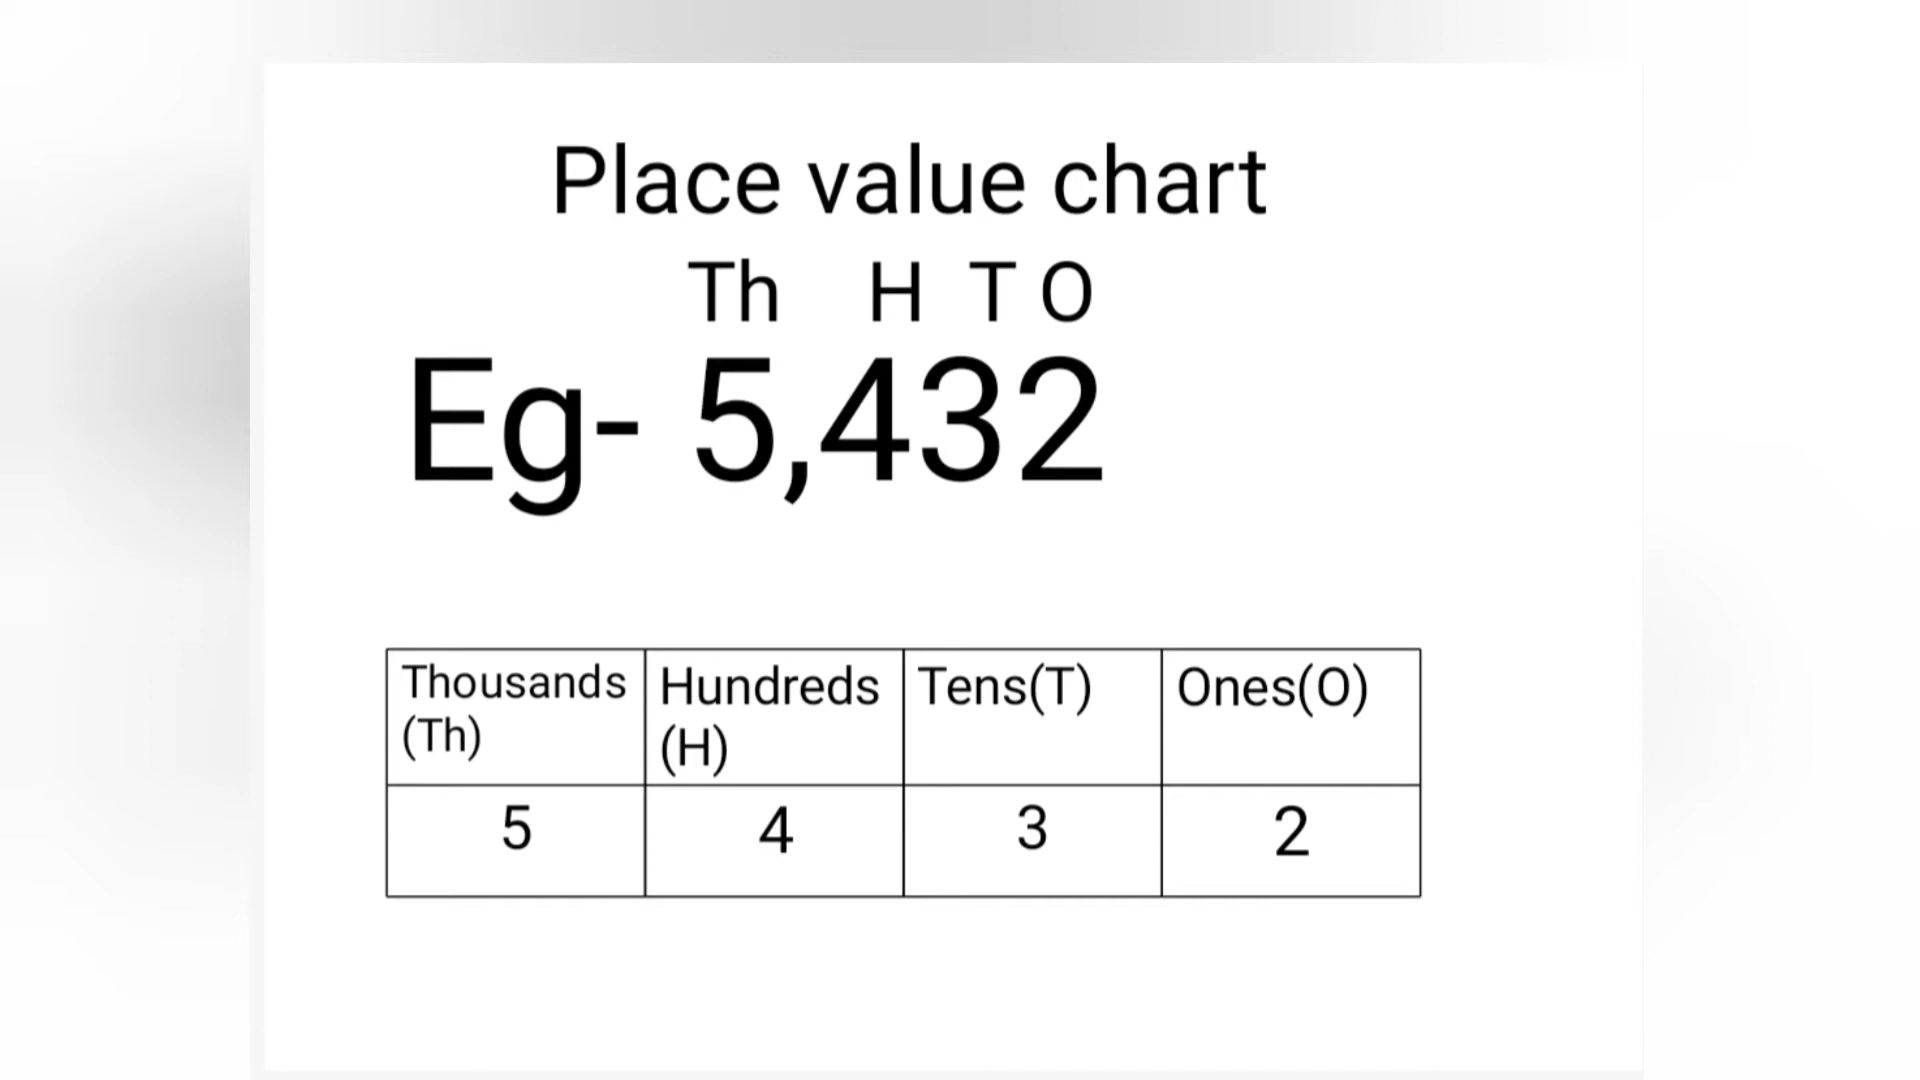 Place value chart
Th H T O
Eg- 5,432
Thousands (Th) Hundreds (H) Tens(T) Ones(O)
5 4 3 2